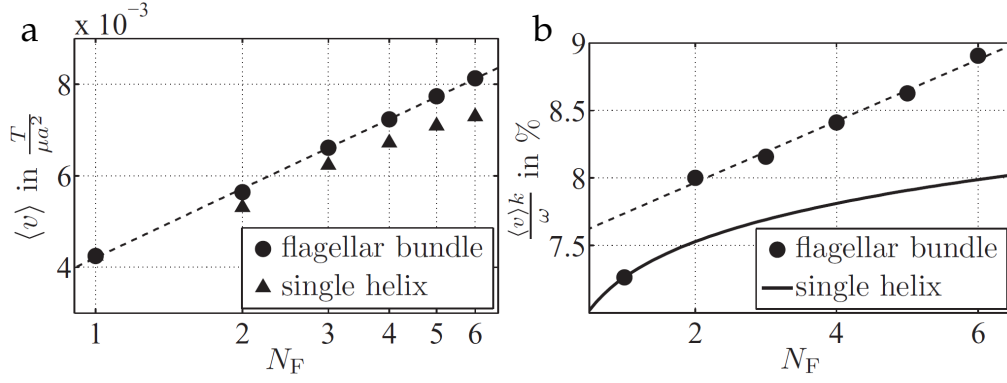 a
x 10⁻³
8
6
4
⟨v⟩ in T/μa²
flagellar bundle
single helix
1 2 3 4 5 6
N_F
b
9
8.5
8
7.5
⟨v⟩k/ω in %
flagellar bundle
single helix
2 4 6
N_F